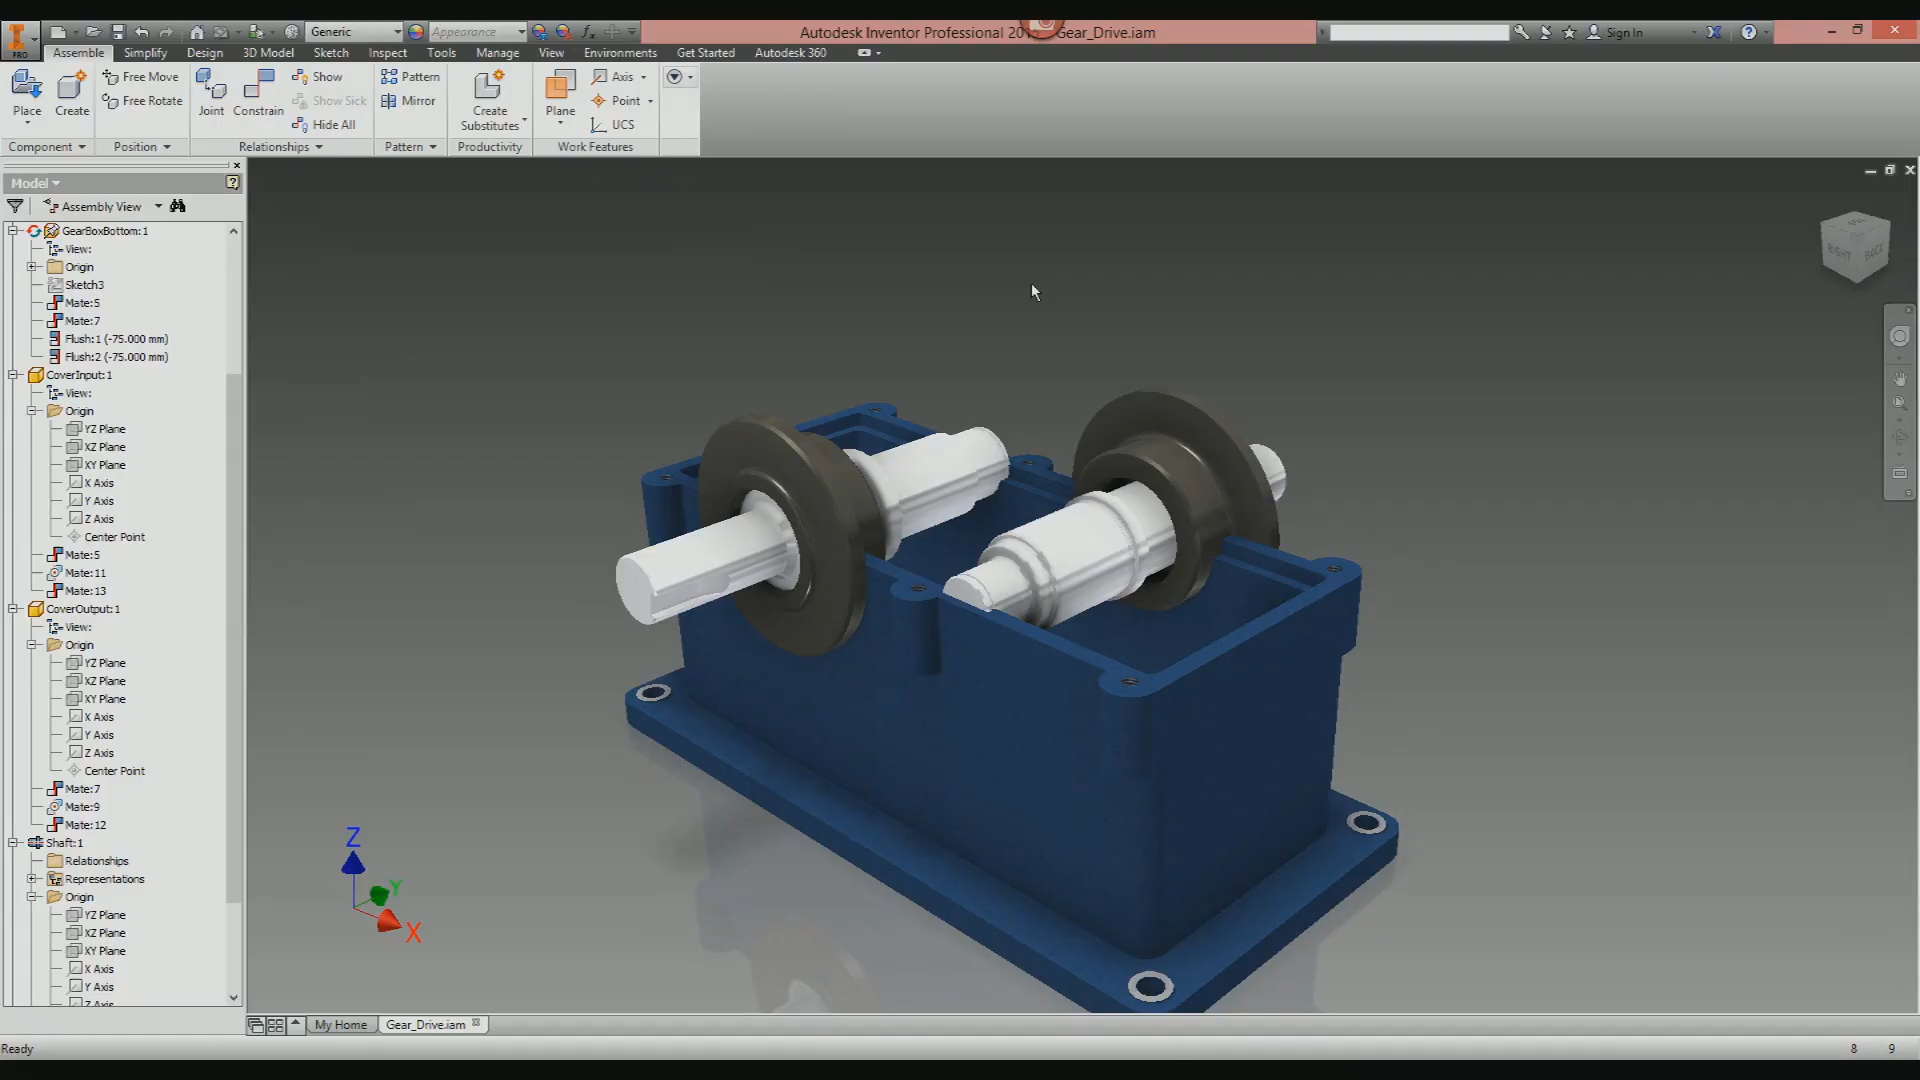 Generic
Appearance
Autodesk Inventor Professional 20
Gear_Drive.iam
Sign In
PRO
Assemble
Simplify
Design
3D Model
Sketch
Inspect
Tools
Manage
View
Environments
Get Started
Autodesk 360
Place
Create
Free Move
Free Rotate
Joint
Constrain
Show
Show Sick
Hide All
Pattern
Mirror
Create
Substitutes
Plane
Axis
Point
UCS
Component
Position
Relationships
Pattern
Productivity
Work Features
Model
Assembly View
GearBoxBottom:1
View:
Origin
Sketch3
Mate:5
Mate:7
Flush:1 (-75.000 mm)
Flush:2 (-75.000 mm)
CoverInput:1
View:
Origin
YZ Plane
XZ Plane
XY Plane
X Axis
Y Axis
Z Axis
Center Point
Mate:5
Mate:11
Mate:13
CoverOutput:1
View:
Origin
YZ Plane
XZ Plane
XY Plane
X Axis
Y Axis
Z Axis
Center Point
Mate:7
Mate:9
Mate:12
Shaft:1
Relationships
Representations
Origin
YZ Plane
XZ Plane
XY Plane
X Axis
Y Axis
Z Axis
RIGHT
BACK
Z
Y
X
My Home
Gear_Drive.iam
Ready
8
9